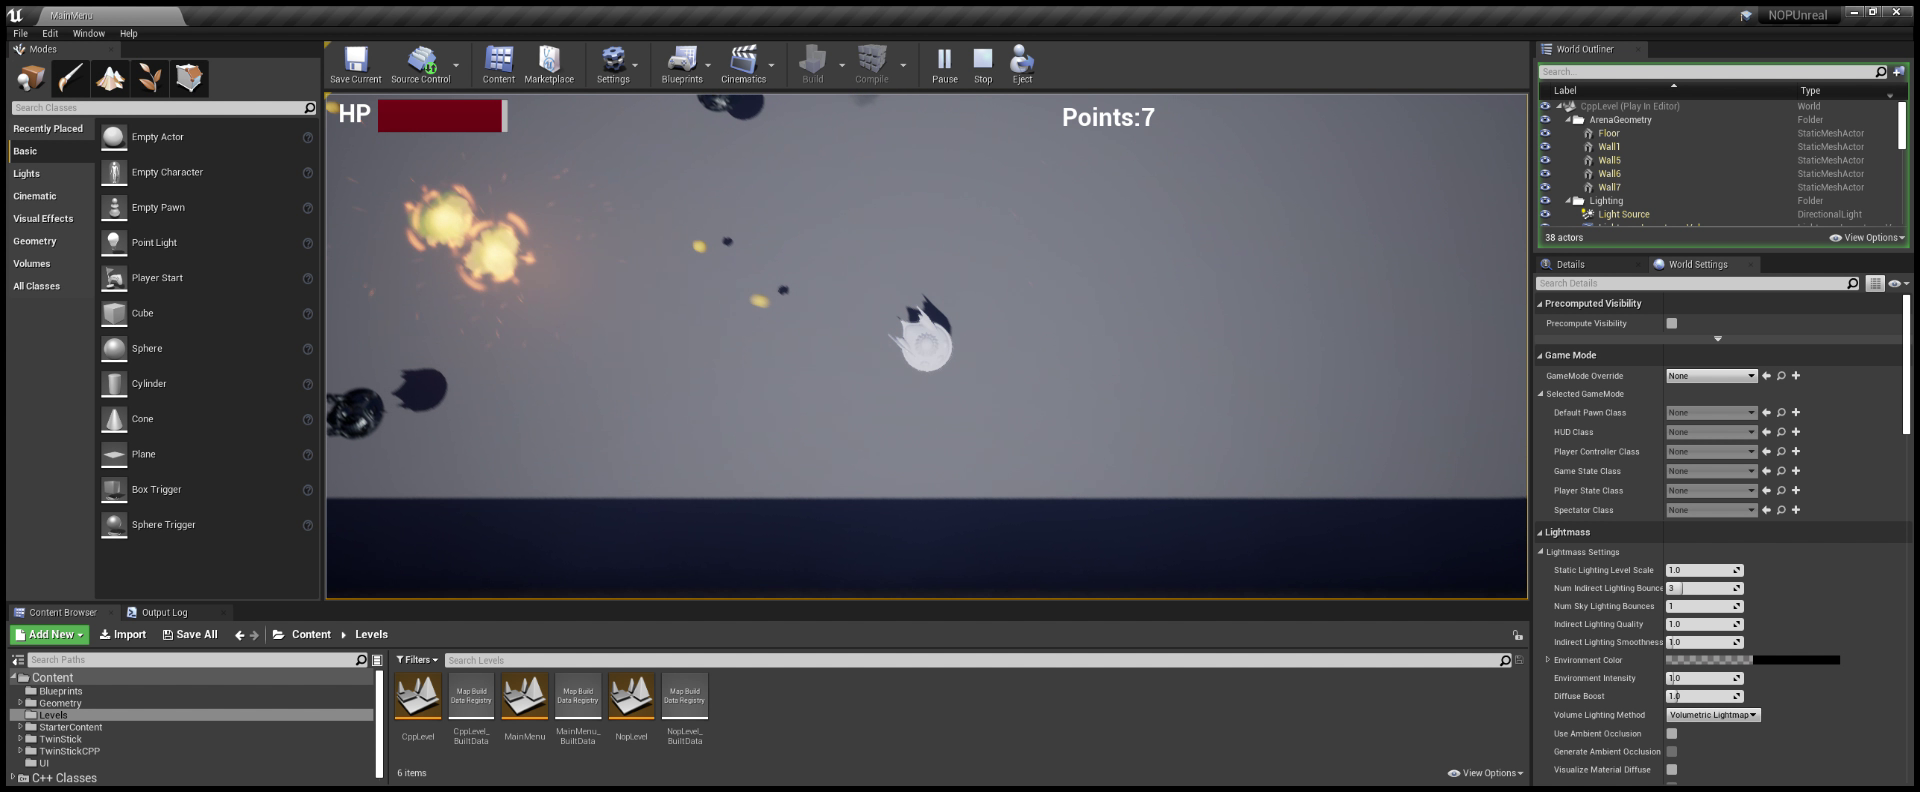 MainMenu
NOPUnreal
File Edit Window Help
Modes
Search Classes
Recently Placed
Basic
Lights
Cinematic
Visual Effects
Geometry
Volumes
All Classes
Empty Actor
Empty Character
Empty Pawn
Point Light
Player Start
Cube
Sphere
Cylinder
Cone
Plane
Box Trigger
Sphere Trigger
Save Current Source Control Content Marketplace Settings Blueprints Cinematics Build Compile Pause Stop Eject
HP
Points:7
World Outliner
Search...
Label Type
CppLevel (Play In Editor) World
ArenaGeometry Folder
Floor StaticMeshActor
Wall1 StaticMeshActor
Wall5 StaticMeshActor
Wall6 StaticMeshActor
Wall7 StaticMeshActor
Lighting Folder
Light Source DirectionalLight
38 actors View Options
Details World Settings
Search Details
Precomputed Visibility
Precompute Visibility
Game Mode
GameMode Override None
Selected GameMode
Default Pawn Class None
HUD Class None
Player Controller Class None
Game State Class None
Player State Class None
Spectator Class None
Lightmass
Lightmass Settings
Static Lighting Level Scale 1.0
Num Indirect Lighting Bounce 3
Num Sky Lighting Bounces 1
Indirect Lighting Quality 1.0
Indirect Lighting Smoothness 1.0
Environment Color
Environment Intensity 1.0
Diffuse Boost 1.0
Volume Lighting Method Volumetric Lightmap
Use Ambient Occlusion
Generate Ambient Occlusion
Visualize Material Diffuse
Content Browser Output Log
Add New Import Save All Content Levels
Search Paths
Content
Blueprints
Geometry
Levels
StarterContent
TwinStick
TwinStickCPP
UI
C++ Classes
Filters Search Levels
Map Build
Data Registry
Map Build
Data Registry
Map Build
Data Registry
CppLevel
CppLevel_
BuiltData
MainMenu
MainMenu_
BuiltData
NopLevel
NopLevel_
BuiltData
6 items View Options